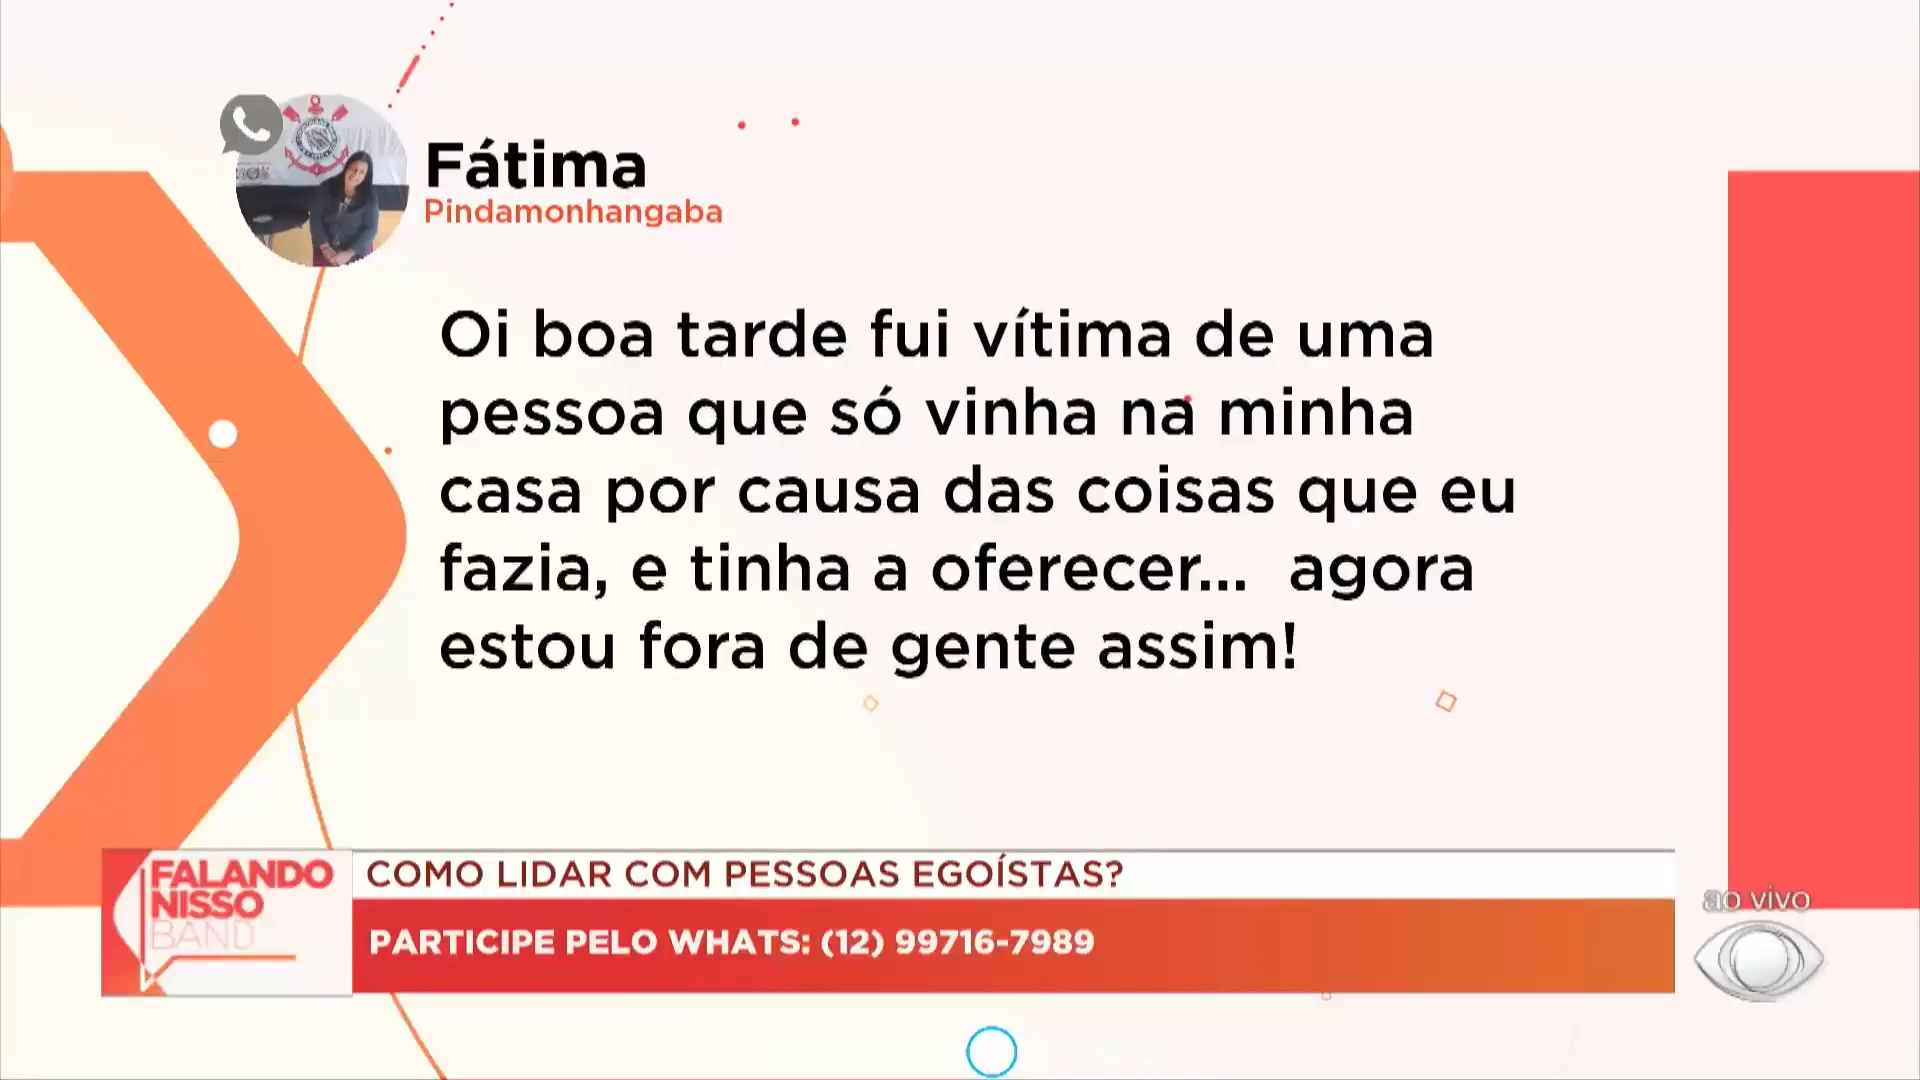 Fátima
Pindamonhangaba
Oi boa tarde fui vítima de uma
pessoa que só vinha na minha
casa por causa das coisas que eu
fazia, e tinha a oferecer... agora
estou fora de gente assim!
FALANDO
NISSO
BAND
COMO LIDAR COM PESSOAS EGOÍSTAS?
PARTICIPE PELO WHATS: (12) 99716-7989
ao vivo